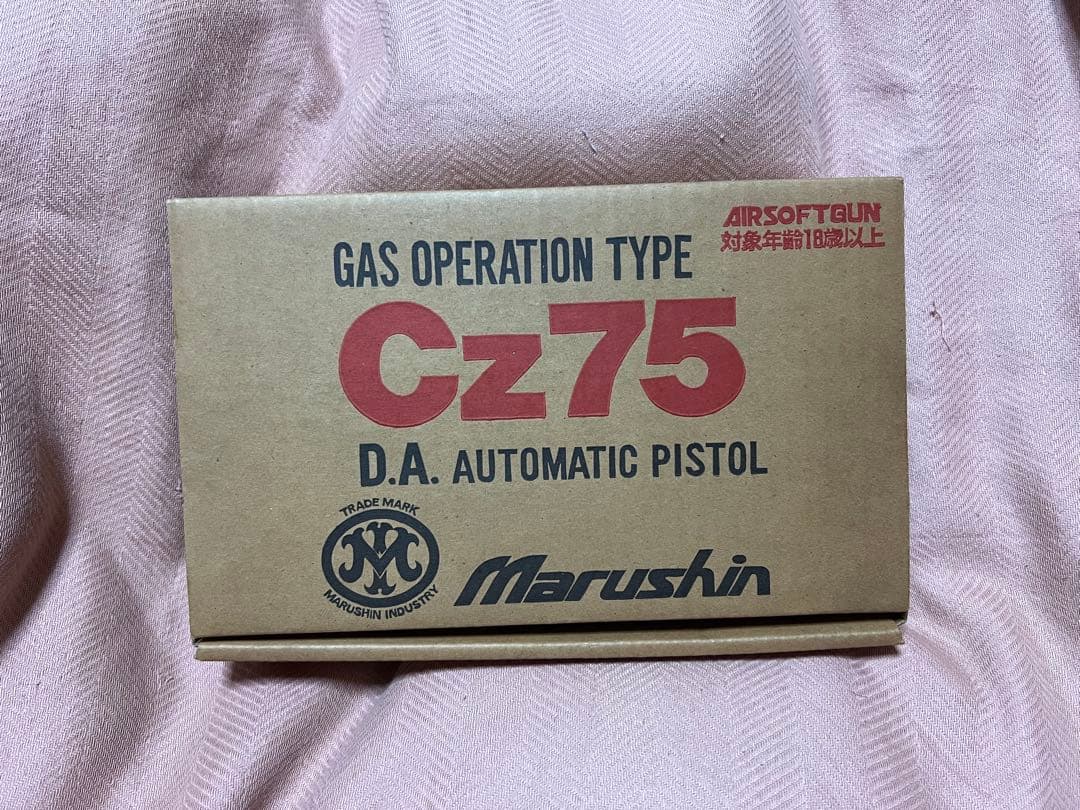 AIRSOFTGUN
対象年齢18歳以上
GAS OPERATION TYPE
Cz75
D.A. AUTOMATIC PISTOL
TRADE MARK
M
MARUSHIN INDUSTRY
Marushin